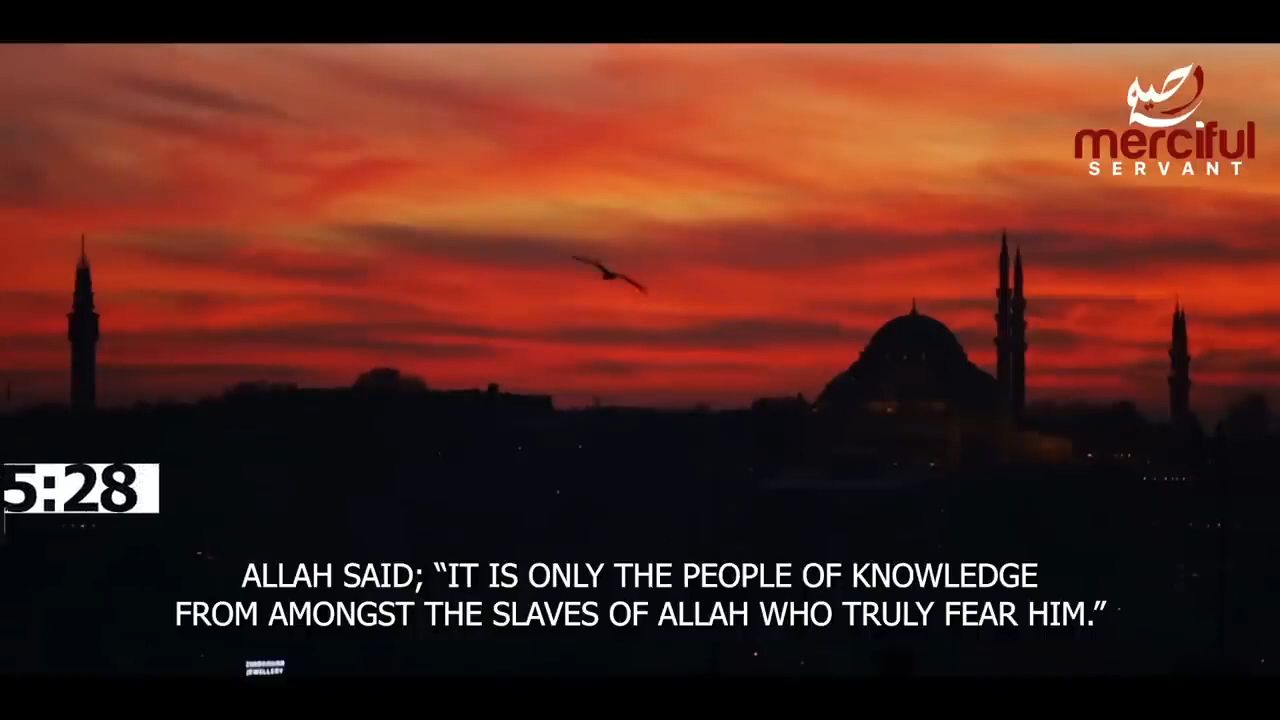 merciful
SERVANT
5:28
ALLAH SAID; “IT IS ONLY THE PEOPLE OF KNOWLEDGE
FROM AMONGST THE SLAVES OF ALLAH WHO TRULY FEAR HIM.”
JEWELLERY